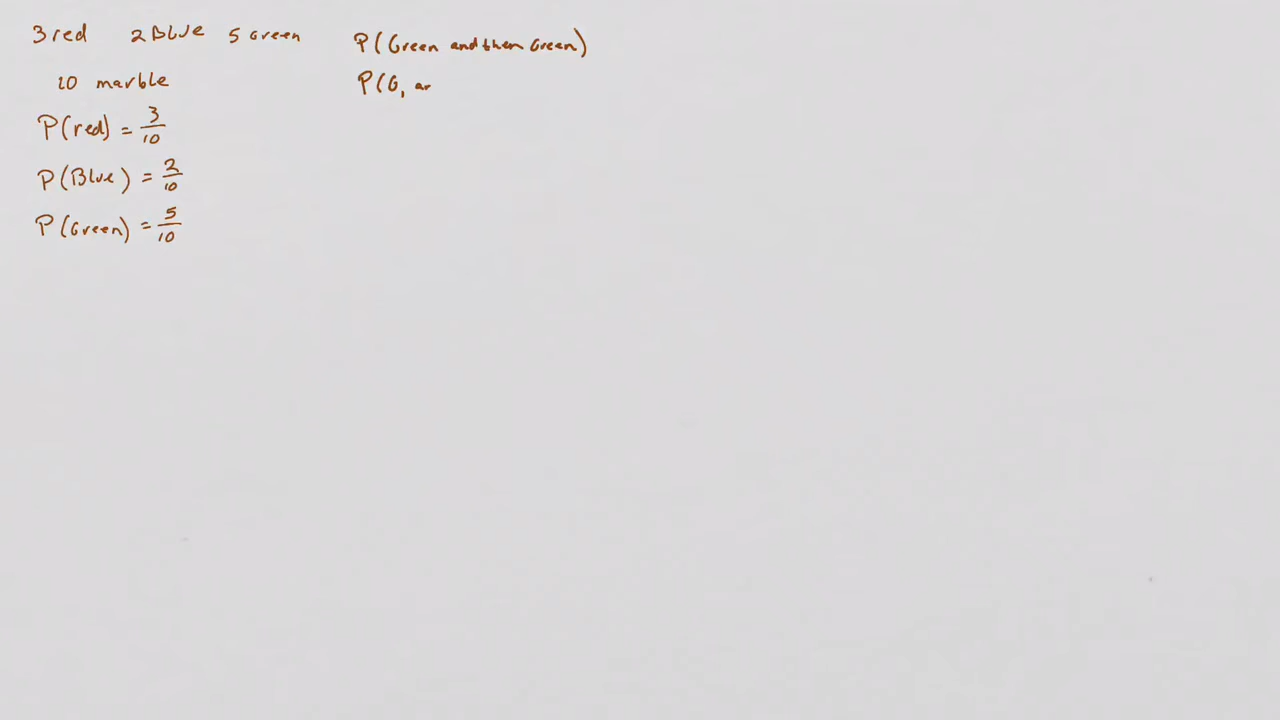 3 red 2 Blue 5 Green
10 marble
P(red) = 3/10
P(Blue) = 2/10
P(Green) = 5/10
P(Green and then Green)
P(G, ar